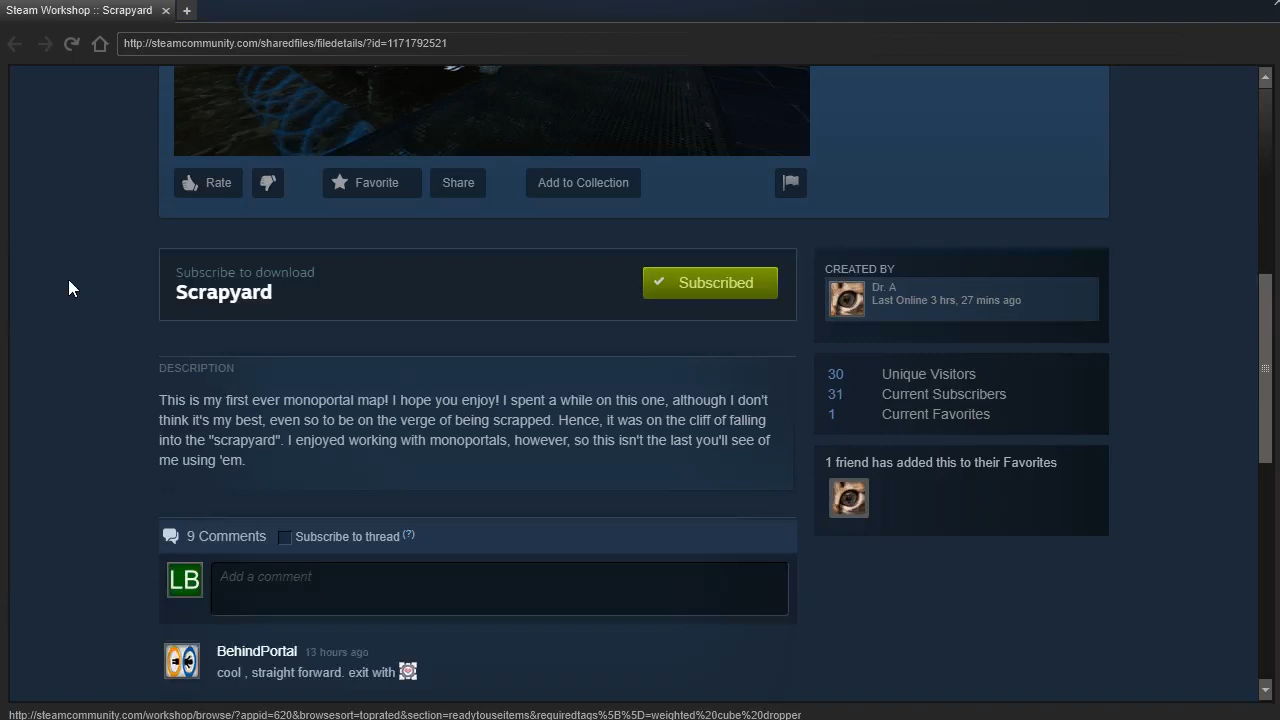 Steam Workshop :: Scrapyard
http://steamcommunity.com/sharedfiles/filedetails/?id=1171792521
Rate
Favorite
Share
Add to Collection
Subscribe to download
Scrapyard
Subscribed
CREATED BY
Dr. A
Last Online 3 hrs, 27 mins ago
30 Unique Visitors
31 Current Subscribers
1 Current Favorites
1 friend has added this to their Favorites
DESCRIPTION
This is my first ever monoportal map! I hope you enjoy! I spent a while on this one, although I don't
think it's my best, even so to be on the verge of being scrapped. Hence, it was on the cliff of falling
into the "scrapyard". I enjoyed working with monoportals, however, so this isn't the last you'll see of
me using 'em.
9 Comments Subscribe to thread (?)
LB
Add a comment
BehindPortal 13 hours ago
cool , straight forward. exit with
http://steamcommunity.com/workshop/browse/?appid=620&browsesort=toprated&section=readytouseitems&requiredtags%5B%5D=weighted%20cube%20dropper